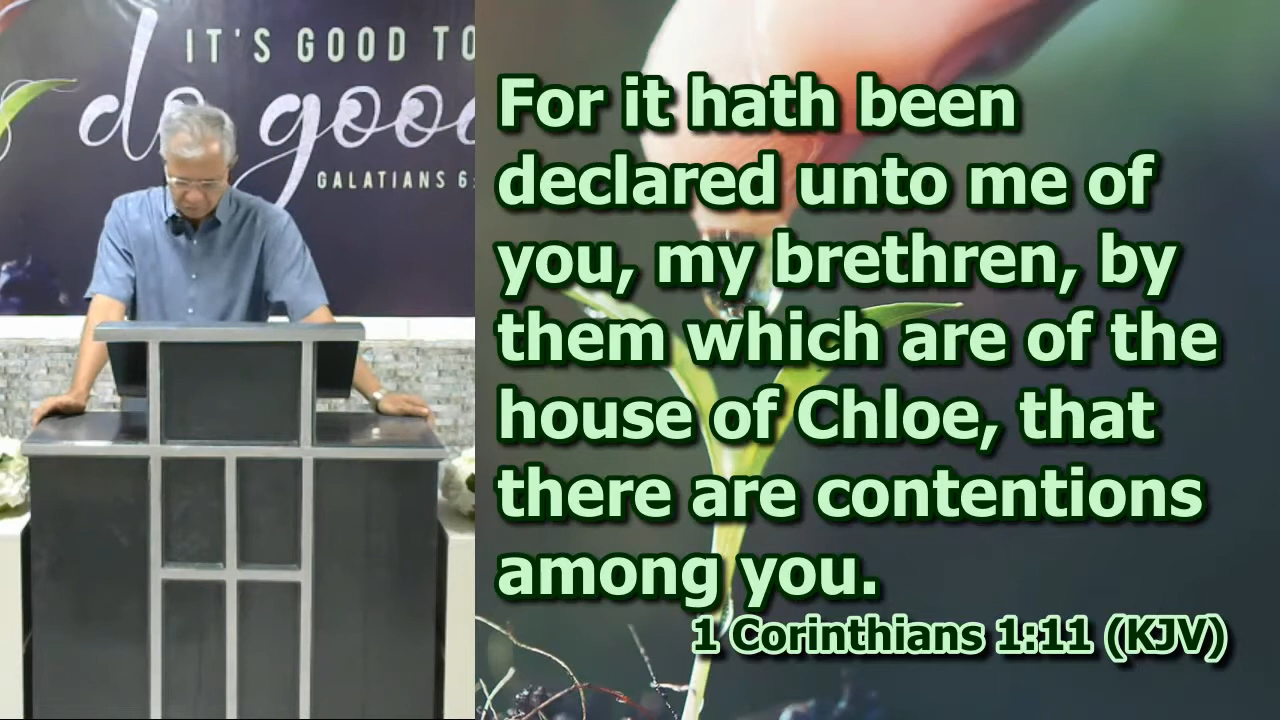 IT'S GOOD TO
do good
GALATIANS 6:
For it hath been
declared unto me of
you, my brethren, by
them which are of the
house of Chloe, that
there are contentions
among you.
1 Corinthians 1:11 (KJV)